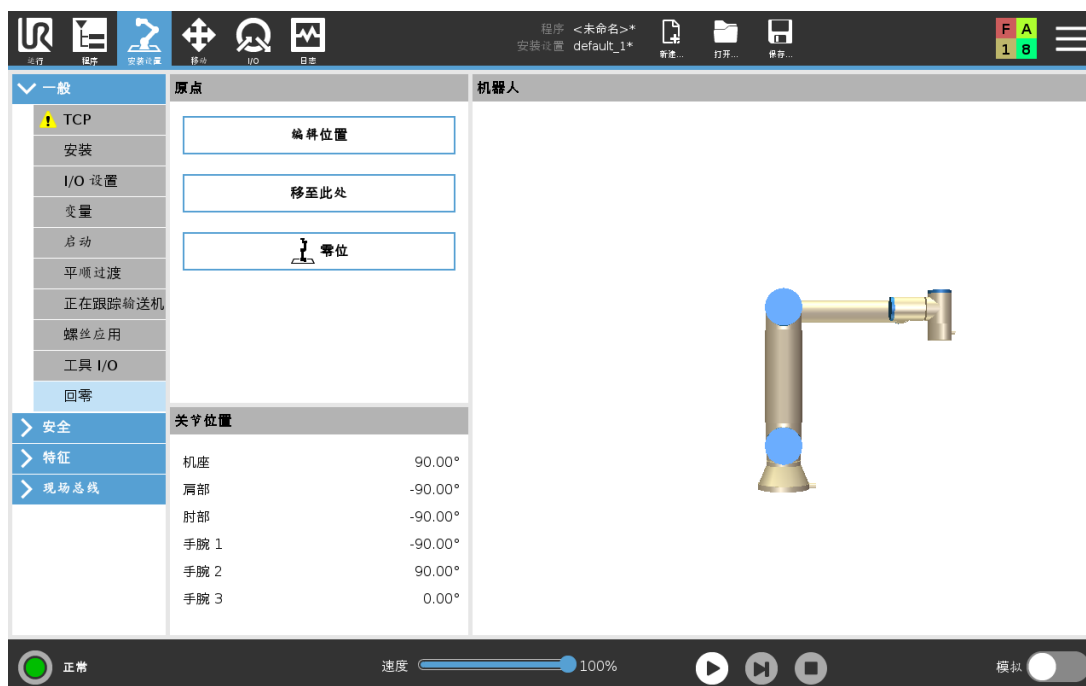 UR
运行
程序
安装设置
移动
I/O
日志
程序 <未命名>*
安装设置 default_1*
新建...
打开...
保存...
F A
1 8
一般
TCP
安装
I/O 设置
变量
启动
平顺过渡
正在跟踪输送机
螺丝应用
工具 I/O
回零
安全
特征
现场总线
原点
编辑位置
移至此处
零位
关节位置
机座 90.00°
肩部 -90.00°
肘部 -90.00°
手腕 1 -90.00°
手腕 2 90.00°
手腕 3 0.00°
机器人
正常
速度 100%
模拟